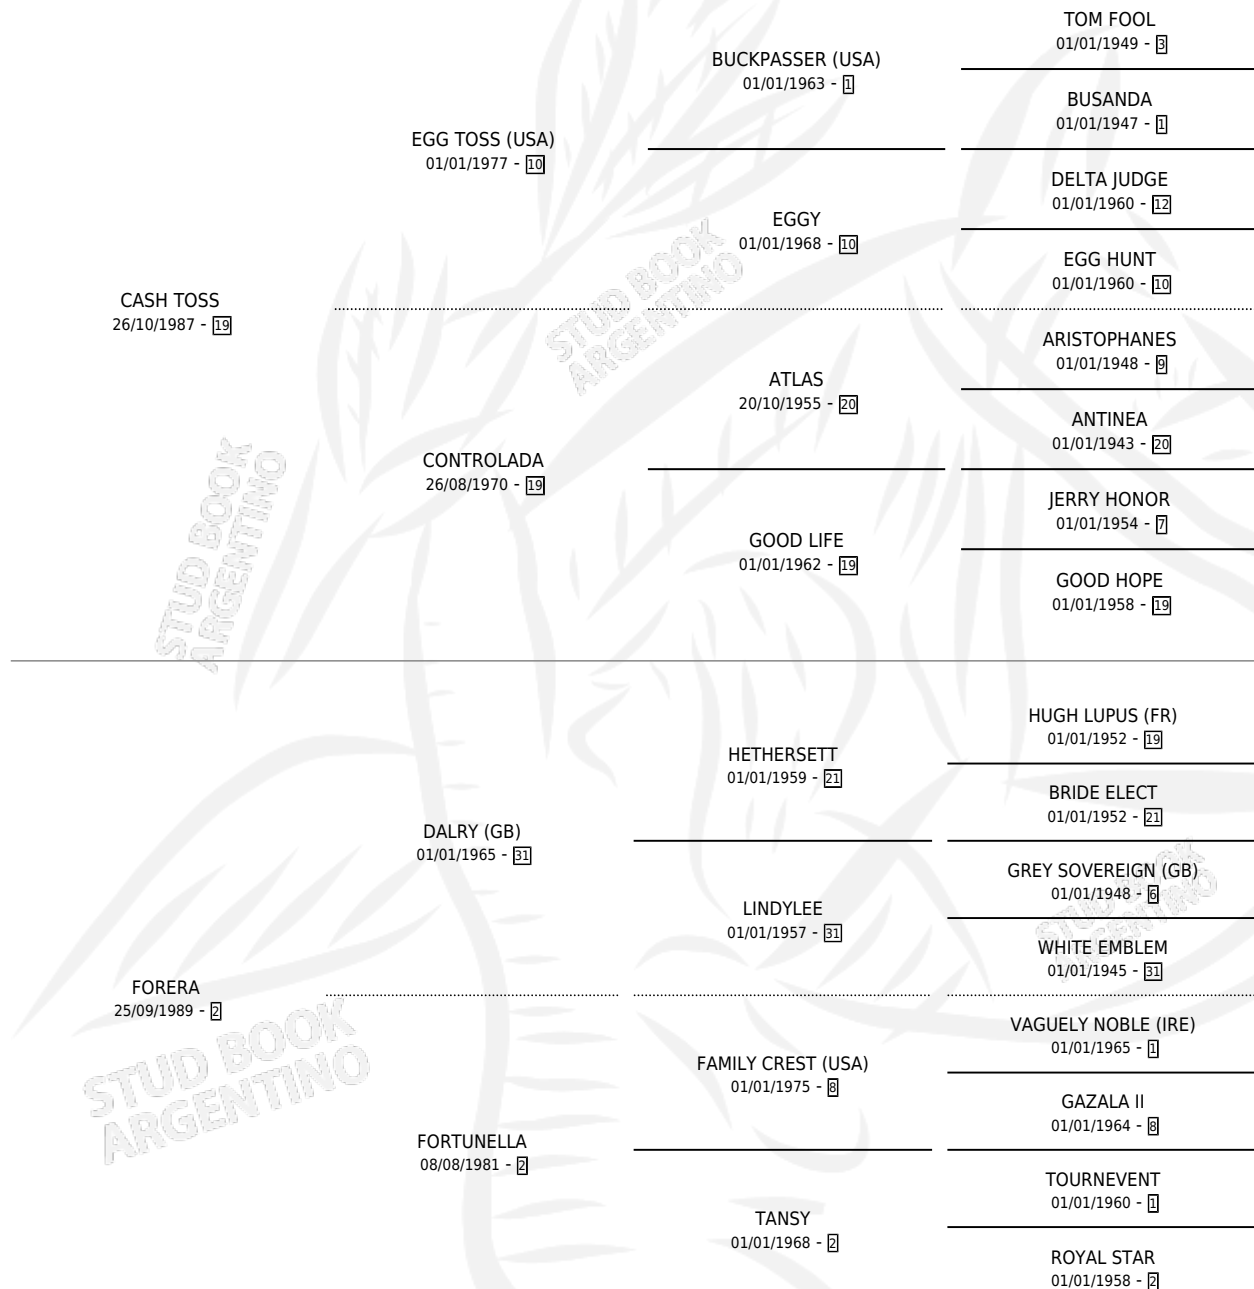 TOM FOOL
01/01/1949 - 3
BUCKPASSER (USA)
01/01/1963 - 1
BUSANDA
01/01/1947 - 1
EGG TOSS (USA)
01/01/1977 - 10
DELTA JUDGE
01/01/1960 - 12
EGGY
01/01/1968 - 10
EGG HUNT
01/01/1960 - 10
CASH TOSS
26/10/1987 - 19
STUD BOOK
ARGENTINO
ARISTOPHANES
01/01/1948 - 9
ATLAS
20/10/1955 - 20
ANTINEA
01/01/1943 - 20
CONTROLADA
26/08/1970 - 19
JERRY HONOR
01/01/1954 - 7
GOOD LIFE
01/01/1962 - 19
GOOD HOPE
01/01/1958 - 19
STUD BOOK
ARGENTINO
HUGH LUPUS (FR)
01/01/1952 - 19
HETHERSETT
01/01/1959 - 21
BRIDE ELECT
01/01/1952 - 21
DALRY (GB)
01/01/1965 - 31
GREY SOVEREIGN (GB)
01/01/1948 - 6
LINDYLEE
01/01/1957 - 31
STUD BOOK
ARGENTINO
WHITE EMBLEM
01/01/1945 - 31
FORERA
25/09/1989 - 2
STUD BOOK
ARGENTINO
VAGUELY NOBLE (IRE)
01/01/1965 - 1
FAMILY CREST (USA)
01/01/1975 - 8
GAZALA II
01/01/1964 - 8
FORTUNELLA
08/08/1981 - 2
TOURNEVENT
01/01/1960 - 1
TANSY
01/01/1968 - 2
ROYAL STAR
01/01/1958 - 2